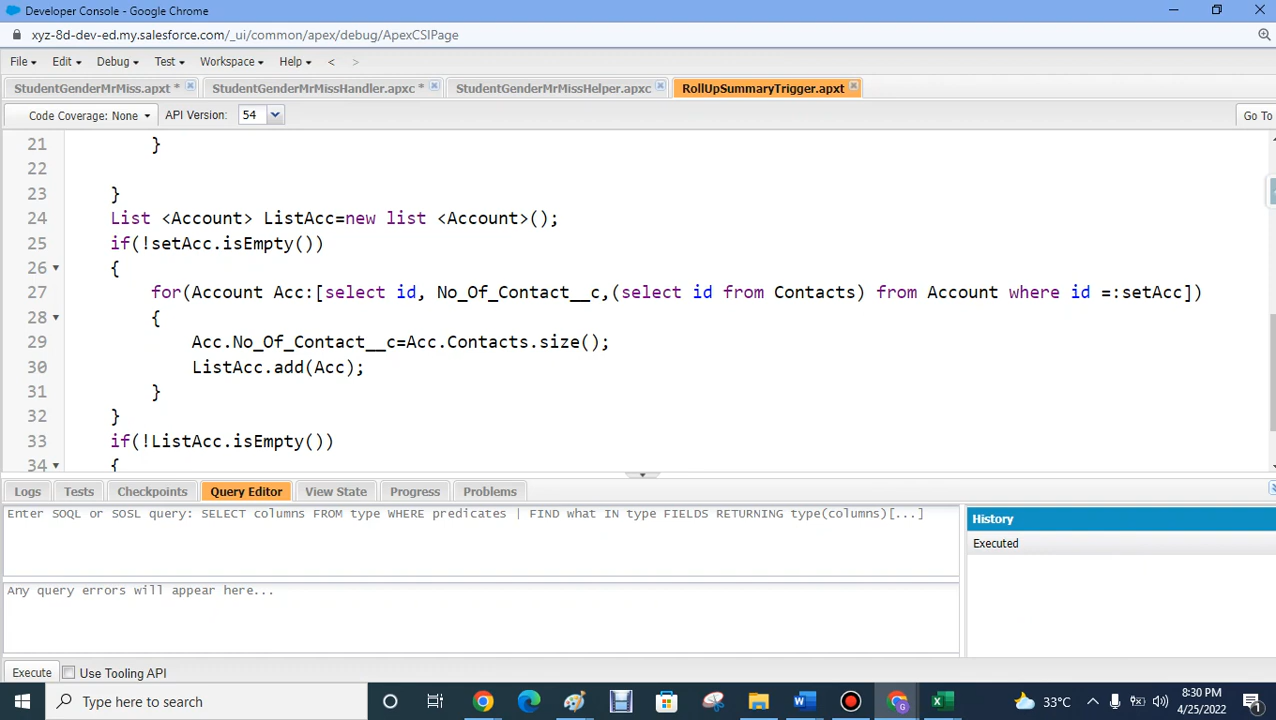 Developer Console - Google Chrome
xyz-8d-dev-ed.my.salesforce.com/_ui/common/apex/debug/ApexCSIPage
File Edit Debug Test Workspace Help < >
StudentGenderMrMiss.apxt * StudentGenderMrMissHandler.apxc * StudentGenderMrMissHelper.apxc RollUpSummaryTrigger.apxt
Code Coverage: None API Version: 54 Go To
21 }
22
23 }
24 List <Account> ListAcc=new list <Account>();
25 if(!setAcc.isEmpty())
26 {
27 for(Account Acc:[select id, No_Of_Contact__c,(select id from Contacts) from Account where id =:setAcc])
28 {
29 Acc.No_Of_Contact__c=Acc.Contacts.size();
30 ListAcc.add(Acc);
31 }
32 }
33 if(!ListAcc.isEmpty())
34 {
Logs Tests Checkpoints Query Editor View State Progress Problems
Enter SOQL or SOSL query: SELECT columns FROM type WHERE predicates | FIND what IN type FIELDS RETURNING type(columns)[...]
History
Executed
Any query errors will appear here...
Execute Use Tooling API
Type here to search
33°C
8:30 PM
4/25/2022
1